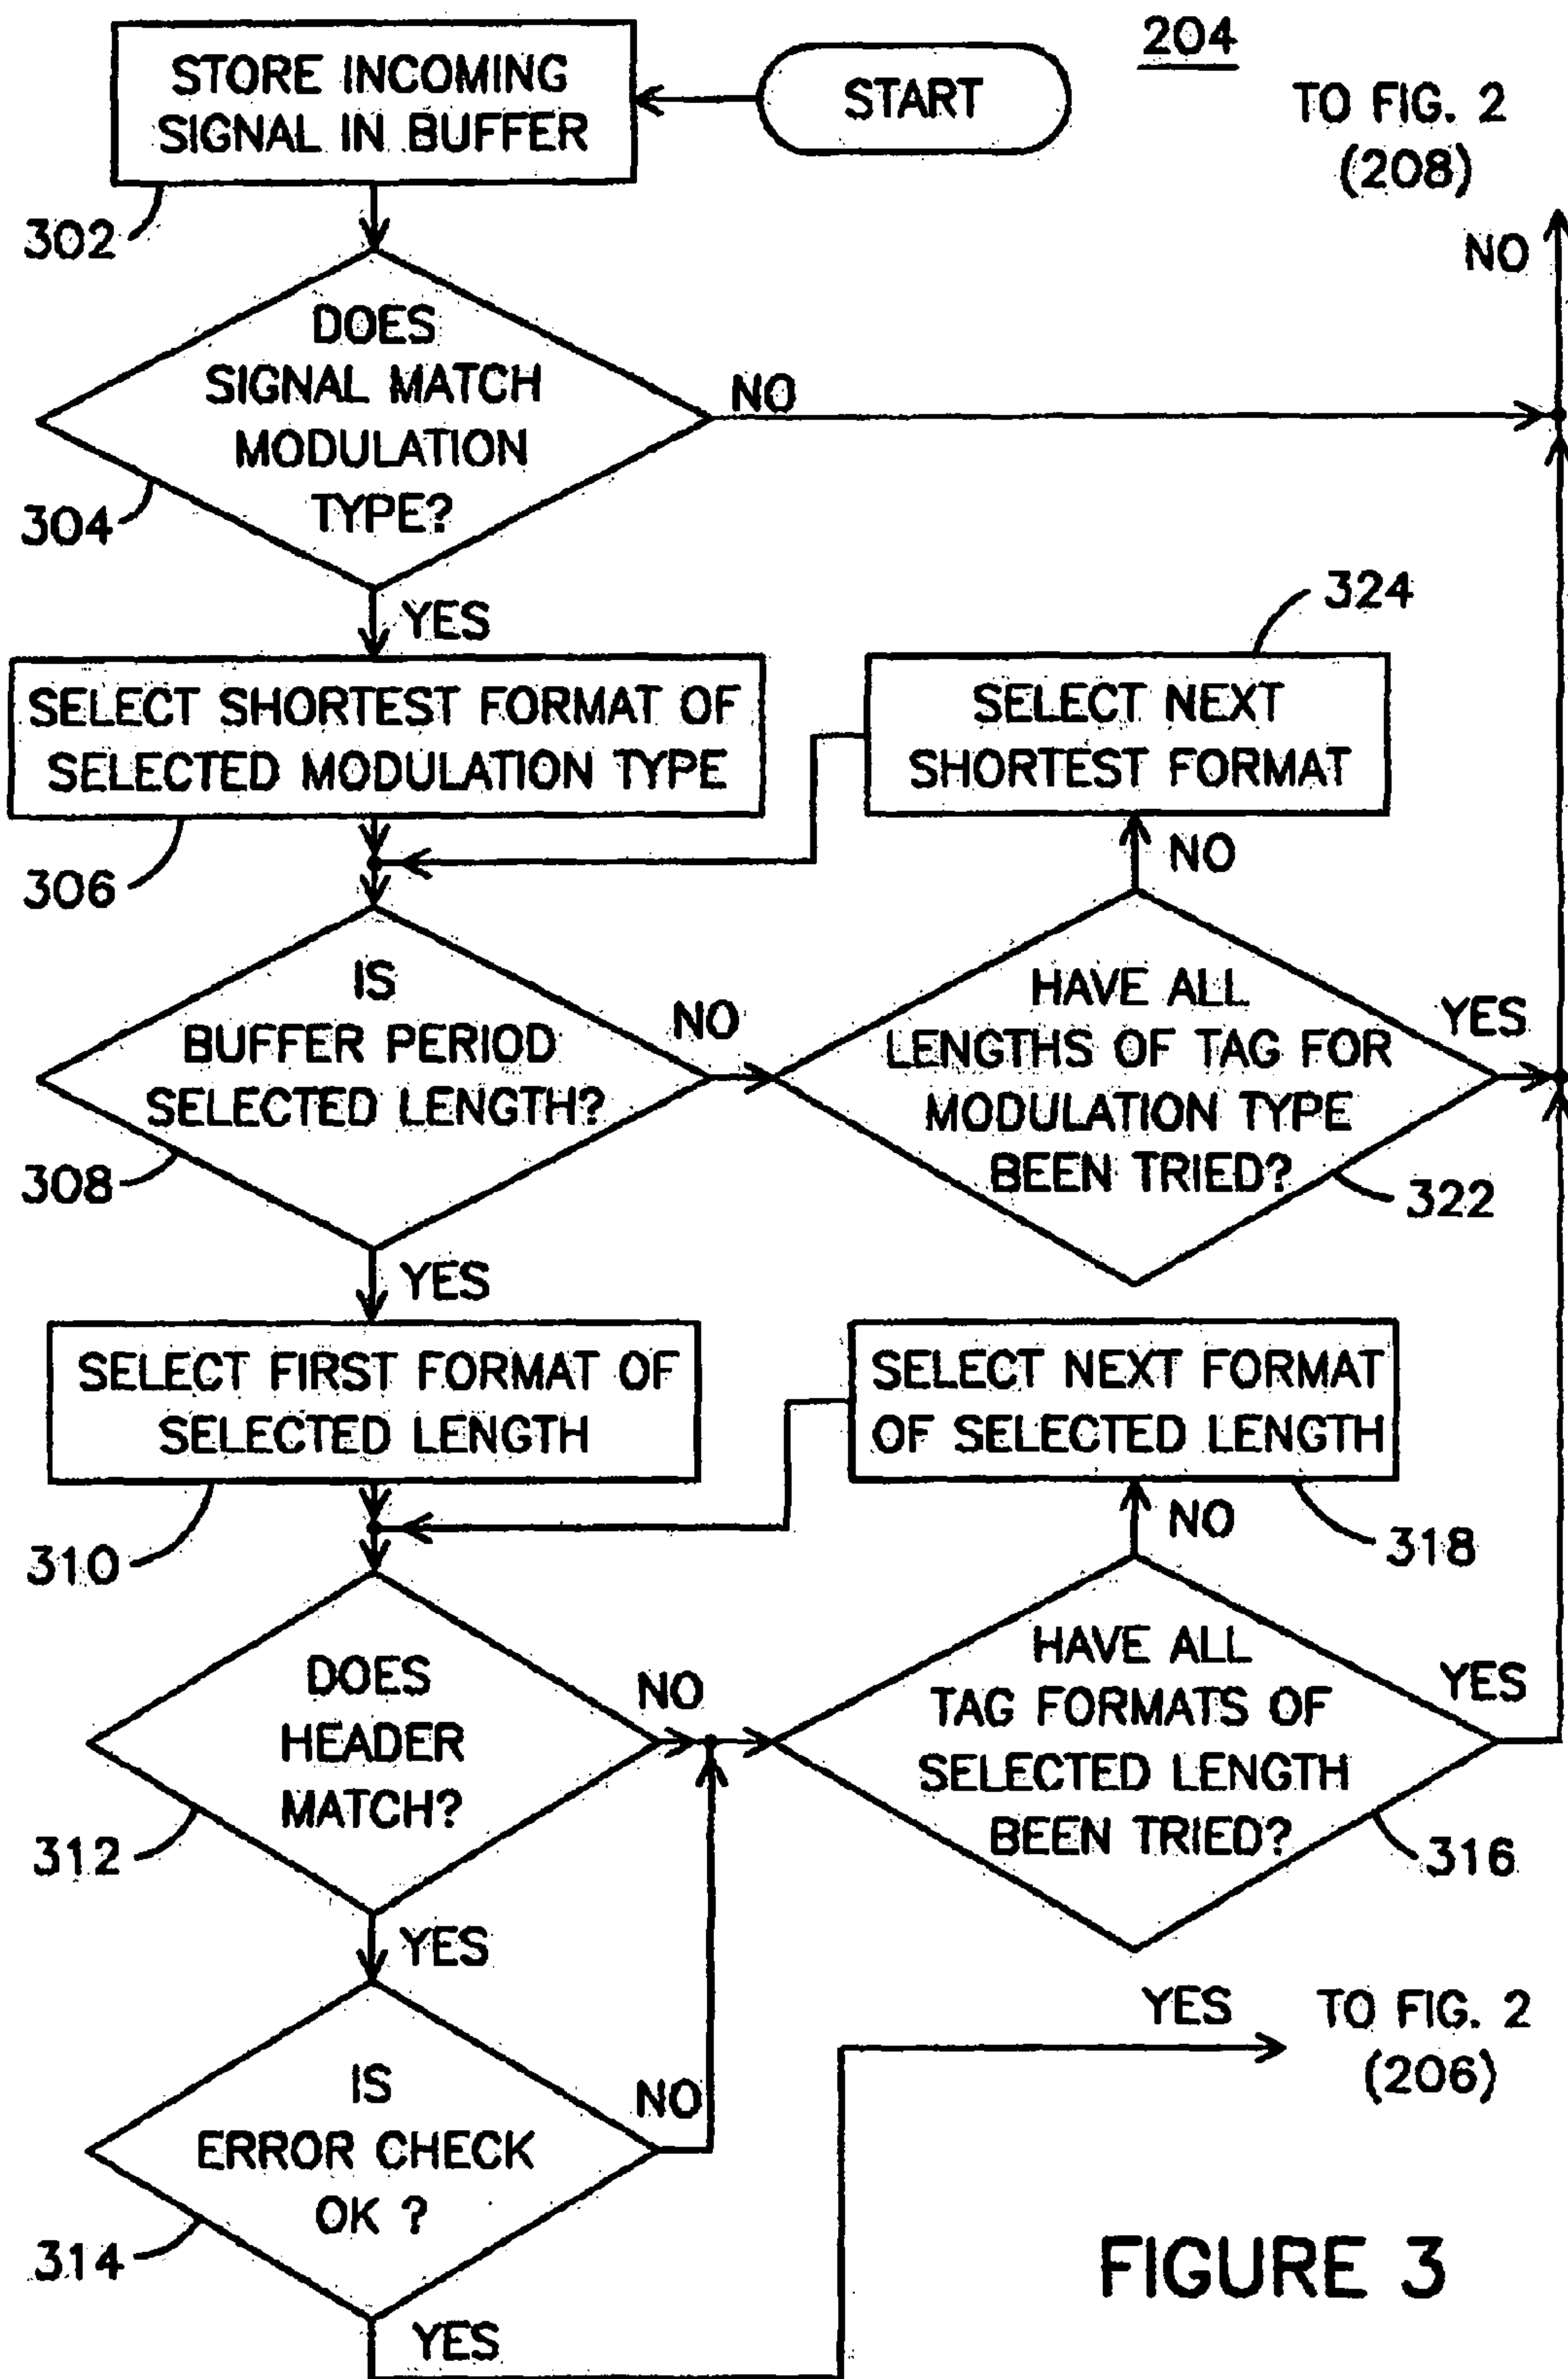 204
STORE INCOMING
SIGNAL IN BUFFER
START
TO FIG. 2
(208)
302
NO
DOES
SIGNAL MATCH
MODULATION
TYPE?
NO
304
YES
324
SELECT SHORTEST FORMAT OF
SELECTED MODULATION TYPE
SELECT NEXT
SHORTEST FORMAT
306
NO
IS
BUFFER PERIOD
SELECTED LENGTH?
NO
HAVE ALL
LENGTHS OF TAG FOR
MODULATION TYPE
BEEN TRIED?
YES
308
322
YES
SELECT FIRST FORMAT OF
SELECTED LENGTH
SELECT NEXT FORMAT
OF SELECTED LENGTH
310
NO
318
DOES
HEADER
MATCH?
NO
HAVE ALL
TAG FORMATS OF
SELECTED LENGTH
BEEN TRIED?
YES
312
316
YES
YES
TO FIG. 2
(206)
IS
ERROR CHECK
OK ?
NO
314
YES
FIGURE 3